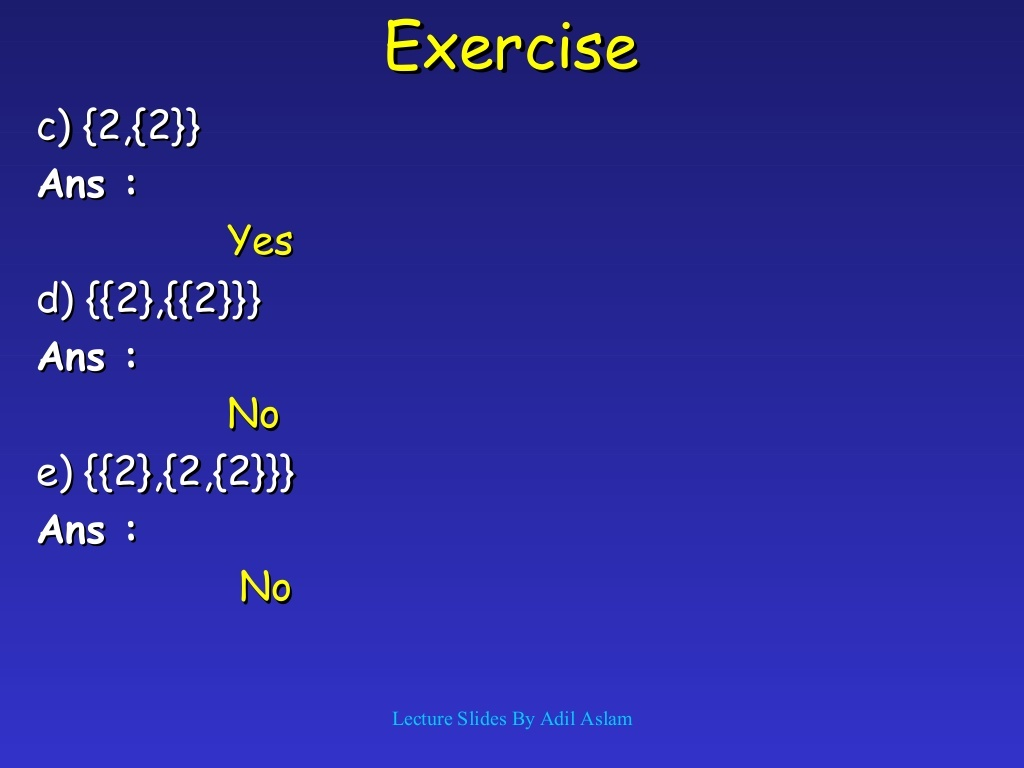 Exercise
c) {2,{2}}
Ans :
Yes
d) {{2},{{2}}}
Ans :
No
e) {{2},{2,{2}}}
Ans :
No
Lecture Slides By Adil Aslam